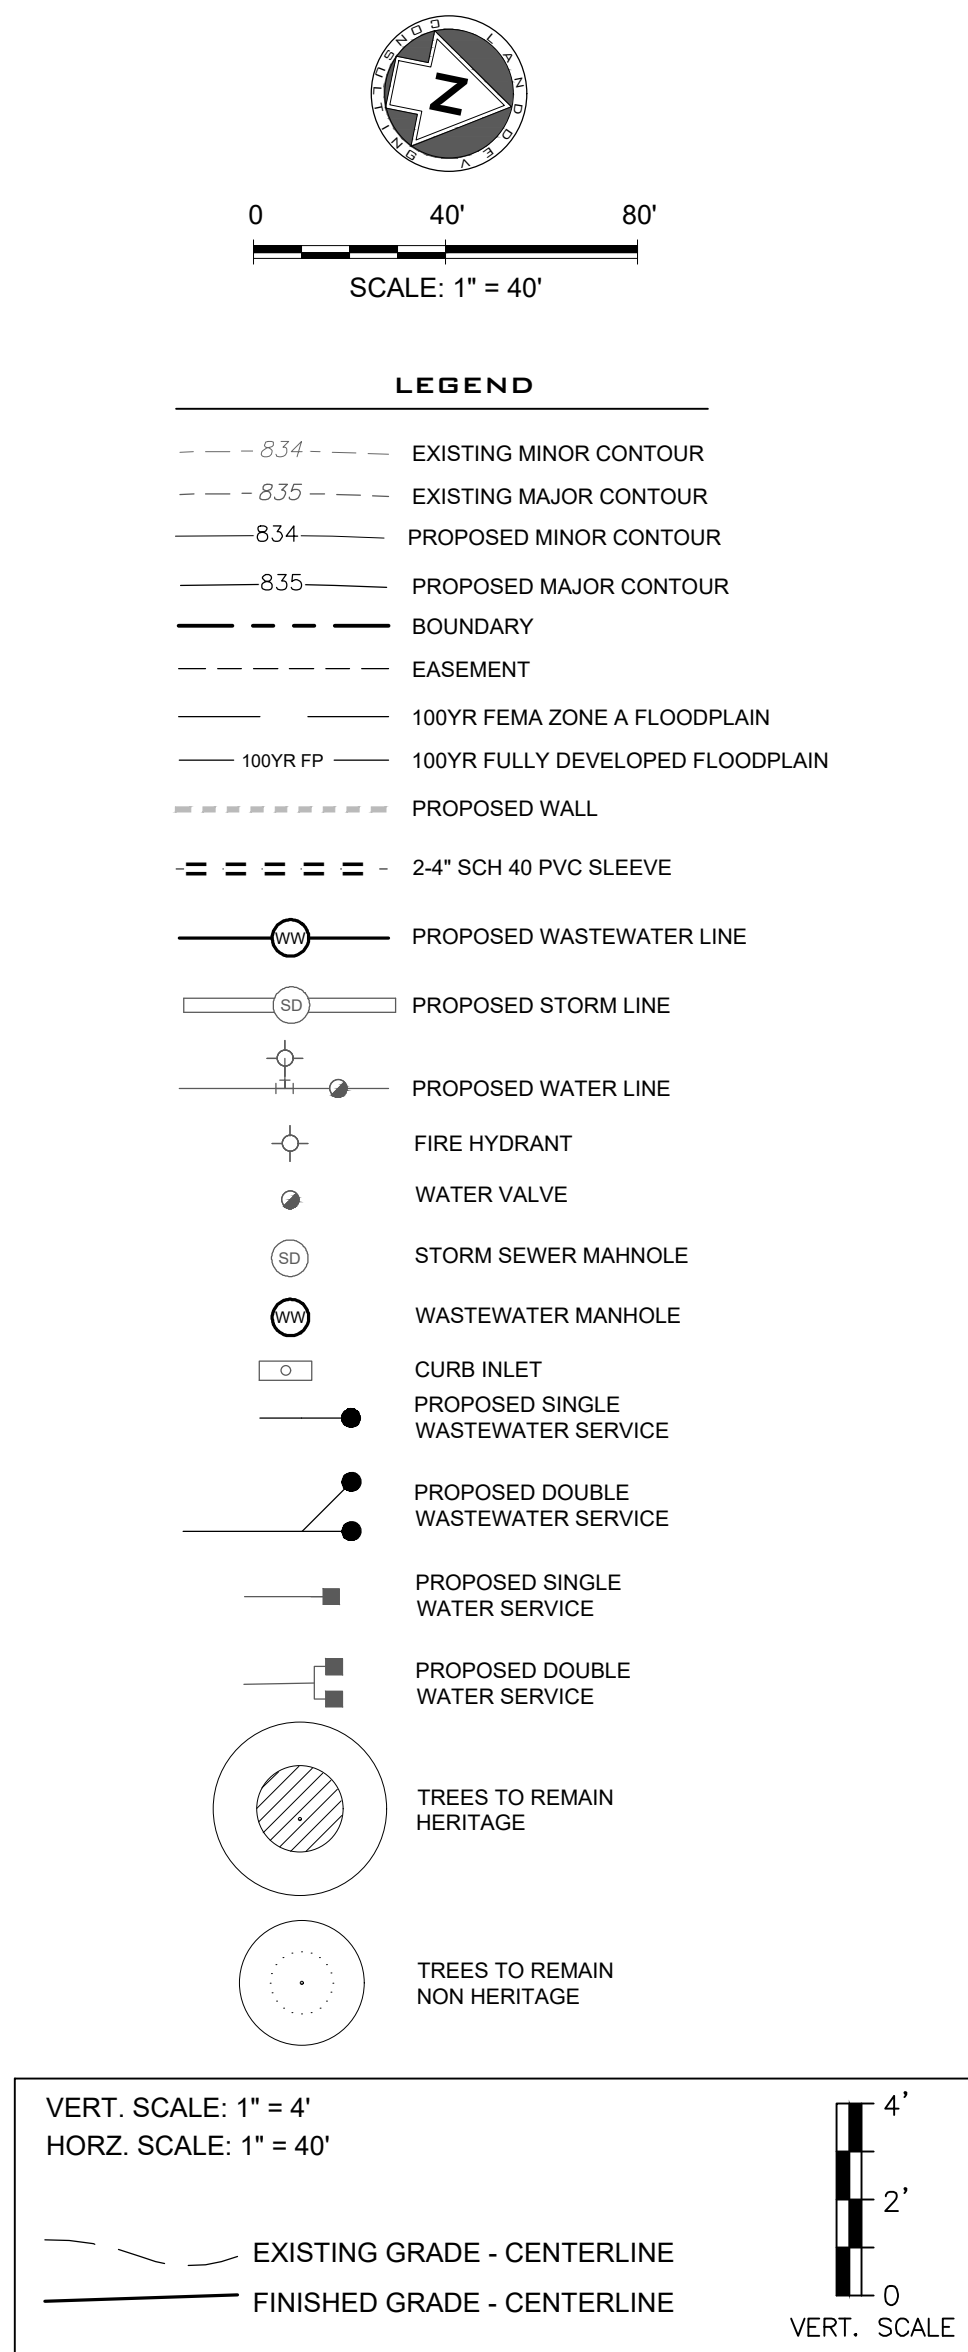 LANDDEV CONSULTING
N
0 40' 80'
SCALE: 1" = 40'
LEGEND
834 EXISTING MINOR CONTOUR
835 EXISTING MAJOR CONTOUR
834 PROPOSED MINOR CONTOUR
835 PROPOSED MAJOR CONTOUR
BOUNDARY
EASEMENT
100YR FEMA ZONE A FLOODPLAIN
100YR FP 100YR FULLY DEVELOPED FLOODPLAIN
PROPOSED WALL
2-4" SCH 40 PVC SLEEVE
WW PROPOSED WASTEWATER LINE
SD PROPOSED STORM LINE
PROPOSED WATER LINE
FIRE HYDRANT
WATER VALVE
SD STORM SEWER MAHNOLE
WW WASTEWATER MANHOLE
CURB INLET
PROPOSED SINGLE
WASTEWATER SERVICE
PROPOSED DOUBLE
WASTEWATER SERVICE
PROPOSED SINGLE
WATER SERVICE
PROPOSED DOUBLE
WATER SERVICE
TREES TO REMAIN
HERITAGE
TREES TO REMAIN
NON HERITAGE
VERT. SCALE: 1" = 4'
HORZ. SCALE: 1" = 40'
EXISTING GRADE - CENTERLINE
FINISHED GRADE - CENTERLINE
4'
2'
0
VERT. SCALE